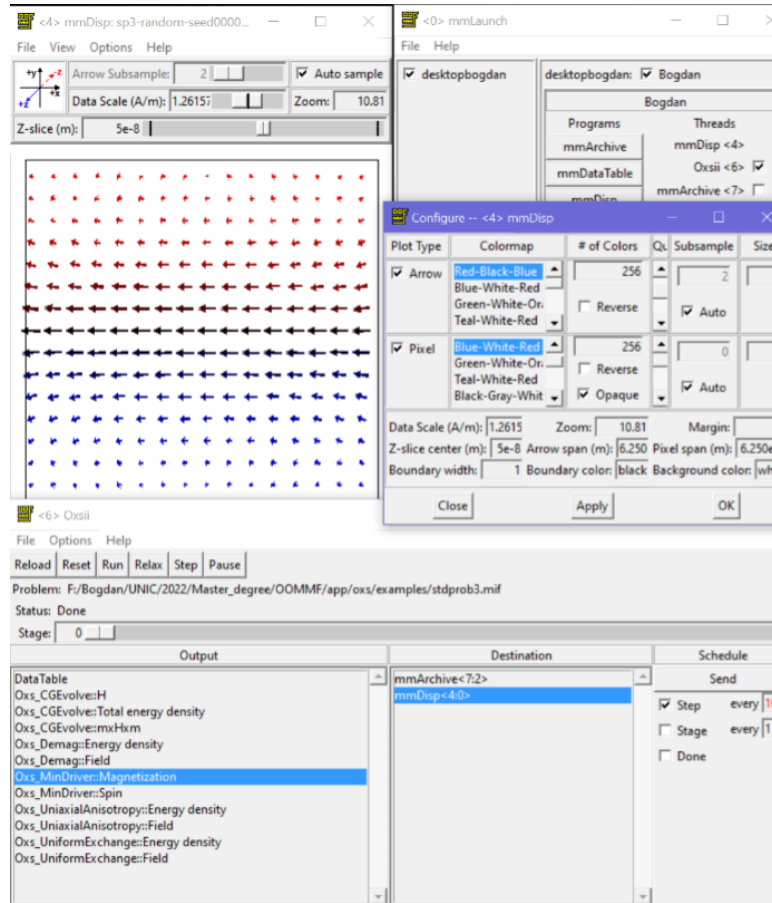 <4> mmDisp: sp3-random-seed0000...
File View Options Help
+y -z
+x
+z
Arrow Subsample: 2 Auto sample
Data Scale (A/m): 1.2615 Zoom: 10.81
Z-slice (m): 5e-8
<0> mmLaunch
File Help
desktopbogdan
desktopbogdan: Bogdan
Bogdan
Programs Threads
mmArchive mmDisp <4>
mmDataTable Oxsii <6>
mmDisp mmArchive <7>
Configure -- <4> mmDisp
Plot Type Colormap # of Colors Qu Subsample Size
Arrow Red-Black-Blue 256 2
Blue-White-Red
Green-White-Or Reverse Auto
Teal-White-Red
Pixel Blue-White-Red 256 0
Green-White-Or Reverse
Teal-White-Red Auto
Black-Gray-Whit Opaque
Data Scale (A/m): 1.2615 Zoom: 10.81 Margin:
Z-slice center (m): 5e-8 Arrow span (m): 6.250 Pixel span (m): 6.250e
Boundary width: 1 Boundary color: black Background color: wh
Close Apply OK
<6> Oxsii
File Options Help
Reload Reset Run Relax Step Pause
Problem: F:/Bogdan/UNIC/2022/Master_degree/OOMMF/app/oxs/examples/stdprob3.mif
Status: Done
Stage: 0
Output Destination Schedule
DataTable mmArchive<7:2> Send
Oxs_CGEvolve::H mmDisp<4:0>
Oxs_CGEvolve::Total energy density Step every
Oxs_CGEvolve::mxHxm Stage every 1
Oxs_Demag::Energy density Done
Oxs_Demag::Field
Oxs_MinDriver::Magnetization
Oxs_MinDriver::Spin
Oxs_UniaxialAnisotropy::Energy density
Oxs_UniaxialAnisotropy::Field
Oxs_UniformExchange::Energy density
Oxs_UniformExchange::Field